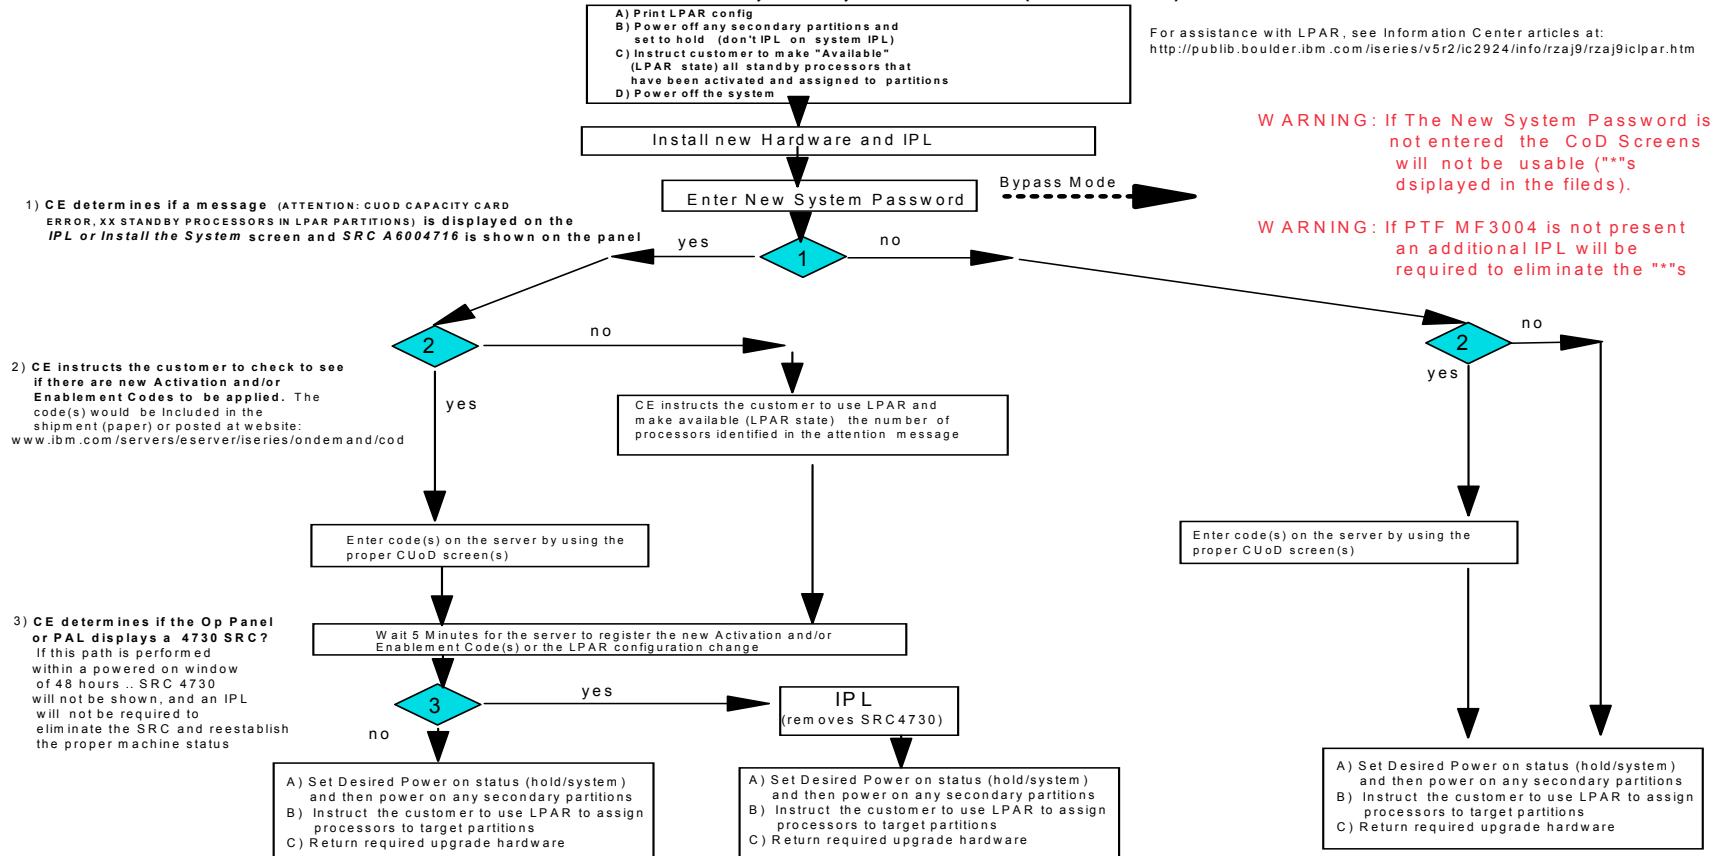 A) Print LPAR config
B) Power off any secondary partitions and
set to hold (don't IPL on system IPL)
C) Instruct customer to make "Available"
(LPAR state) all standby processors that
have been activated and assigned to partitions
D) Power off the system
For assistance with LPAR, see Information Center articles at:
http://publib.boulder.ibm.com/iseries/v5r2/ic2924/info/rzaj9/rzaj9iclpar.htm
Install new Hardware and IPL
WARNING: If The New System Password is
not entered the CoD Screens
will not be usable ("*"s
dsiplayed in the fileds).
WARNING: If PTF MF3004 is not present
an additional IPL will be
required to eliminate the "*"s
Enter New System Password
Bypass Mode
1) CE determines if a message (ATTENTION: CUOD CAPACITY CARD
ERROR, XX STANDBY PROCESSORS IN LPAR PARTITIONS) is displayed on the
IPL or Install the System screen and SRC A6004716 is shown on the panel
yes
1
no
2
no
2
no
yes
yes
2) CE instructs the customer to check to see
if there are new Activation and/or
Enablement Codes to be applied. The
code(s) would be Included in the
shipment (paper) or posted at website:
www.ibm.com/servers/eserver/iseries/ondemand/cod
CE instructs the customer to use LPAR and
make available (LPAR state) the number of
processors identified in the attention message
Enter code(s) on the server by using the
proper CUoD screen(s)
Enter code(s) on the server by using the
proper CUoD screen(s)
3) CE determines if the Op Panel
or PAL displays a 4730 SRC?
If this path is performed
within a powered on window
of 48 hours .. SRC 4730
will not be shown, and an IPL
will not be required to
eliminate the SRC and reestablish
the proper machine status
Wait 5 Minutes for the server to register the new Activation and/or
Enablement Code(s) or the LPAR configuration change
3
yes
no
IPL
(removes SRC4730)
A) Set Desired Power on status (hold/system)
and then power on any secondary partitions
B) Instruct the customer to use LPAR to assign
processors to target partitions
C) Return required upgrade hardware
A) Set Desired Power on status (hold/system)
and then power on any secondary partitions
B) Instruct the customer to use LPAR to assign
processors to target partitions
C) Return required upgrade hardware
A) Set Desired Power on status (hold/system)
and then power on any secondary partitions
B) Instruct the customer to use LPAR to assign
processors to target partitions
C) Return required upgrade hardware